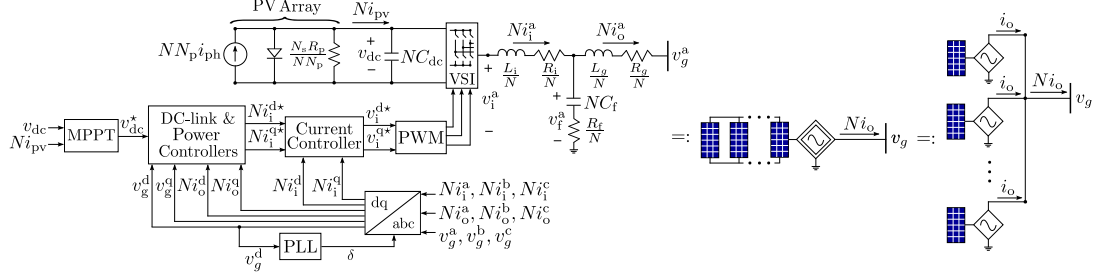 PV Array
Ni_pv
NN_p i_ph
N_s R_p / NN_p
+ v_dc −
NC_dc
VSI
Ni_i^a
L_i/N
R_i/N
Ni_o^a
L_g/N
R_g/N
v_g^a
+ v_i^a −
NC_f
+ v_f^a −
R_f/N
v_dc
Ni_pv
MPPT
v_dc^⋆
DC-link &
Power
Controllers
Ni_i^d⋆
Ni_i^q⋆
Current
Controller
v_i^d⋆
v_i^q⋆
PWM
v_g^d v_g^q Ni_o^d Ni_o^q
Ni_i^d Ni_i^q
dq
abc
Ni_i^a, Ni_i^b, Ni_i^c
Ni_o^a, Ni_o^b, Ni_o^c
v_g^a, v_g^b, v_g^c
v_g^d
PLL
δ
=:
Ni_o
v_g
=:
i_o
i_o
Ni_o
v_g
i_o